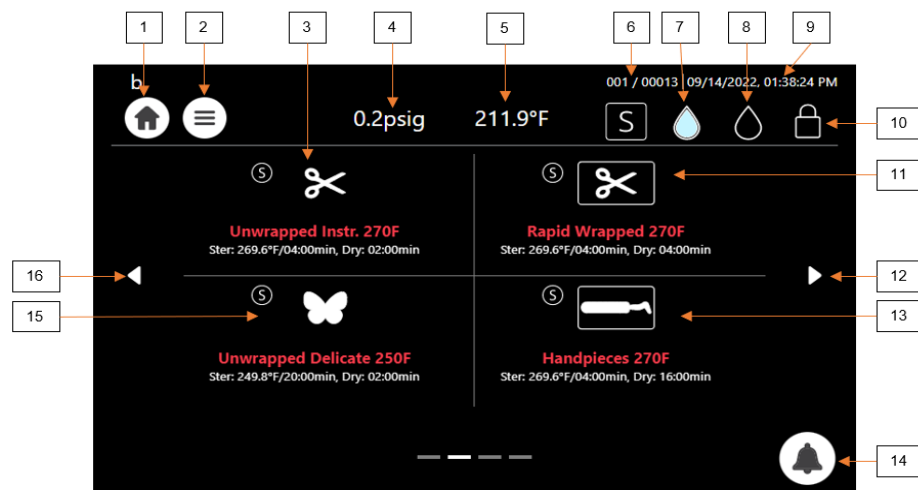 1 2 3 4 5 6 7 8 9
b
001 / 00013 09/14/2022, 01:38:24 PM
0.2psig 211.9°F S
10
S S
11
Unwrapped Instr. 270F Rapid Wrapped 270F
Ster: 269.6°F/04:00min, Dry: 02:00min Ster: 269.6°F/04:00min, Dry: 04:00min
16 12
S S
15 13
Unwrapped Delicate 250F Handpieces 270F
Ster: 249.8°F/20:00min, Dry: 02:00min Ster: 269.6°F/04:00min, Dry: 16:00min
14